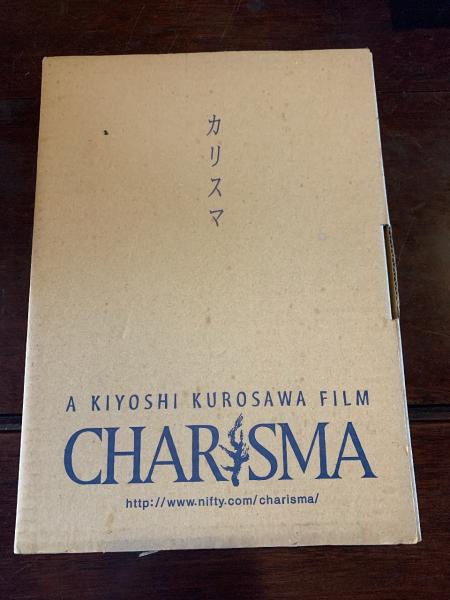 カリスマ
A KIYOSHI KUROSAWA FILM
CHARISMA
http://www.nifty.com/charisma/